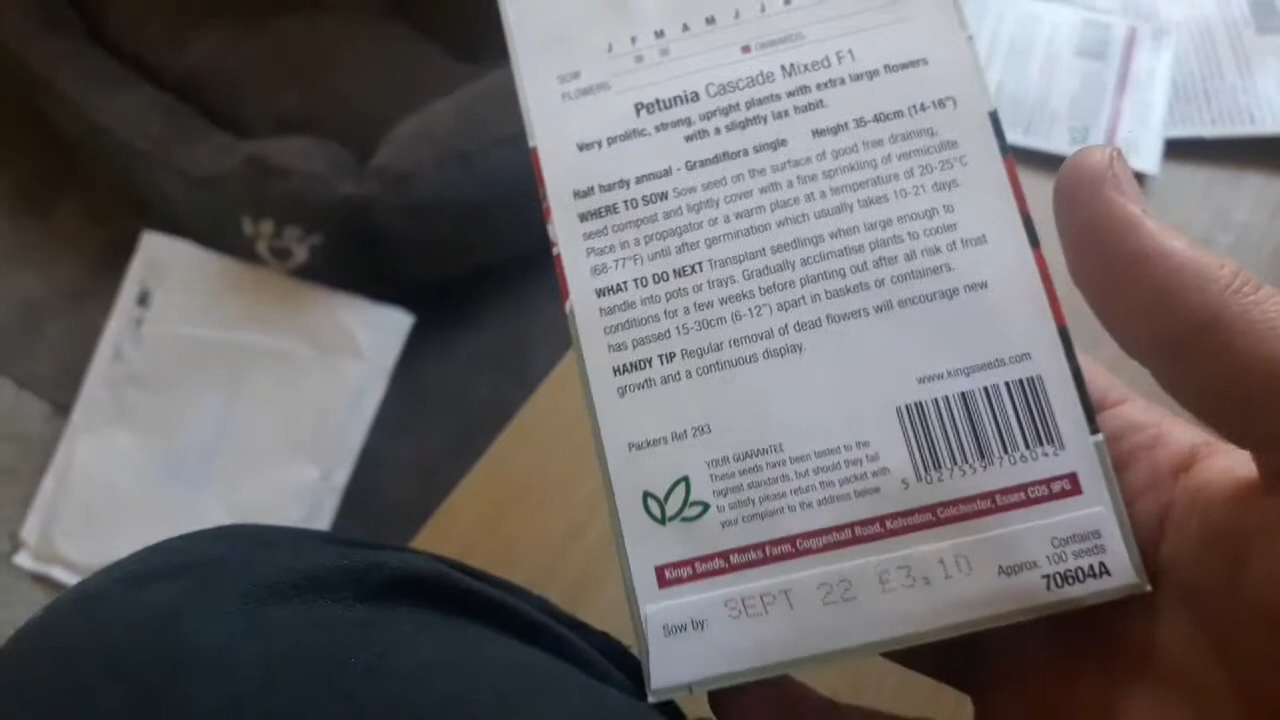 J F M A M J J A
SOW
FLOWERS ONWARDS
Petunia Cascade Mixed F1
Very prolific, strong, upright plants with extra large flowers
with a slightly lax habit.
Half hardy annual - Grandiflora single Height 35-40cm (14-16")
WHERE TO SOW Sow seed on the surface of good free draining,
seed compost and lightly cover with a fine sprinkling of vermiculite.
Place in a propagator or a warm place at a temperature of 20-25°C
(68-77°F) until after germination which usually takes 10-21 days.
WHAT TO DO NEXT Transplant seedlings when large enough to
handle into pots or trays. Gradually acclimatise plants to cooler
conditions for a few weeks before planting out after all risk of frost
has passed 15-30cm (6-12") apart in baskets or containers.
HANDY TIP Regular removal of dead flowers will encourage new
growth and a continuous display.
www.kingsseeds.com
Packers Ref 293
YOUR GUARANTEE
These seeds have been tested to the
highest standards, but should they fail
to satisfy please return this packet with
your complaint to the address below
5 027559 706042
Kings Seeds, Monks Farm, Coggeshall Road, Kelvedon, Colchester, Essex CO5 9PG
Sow by: SEPT 22 £3.10
Contains
Approx. 100 seeds
70604A